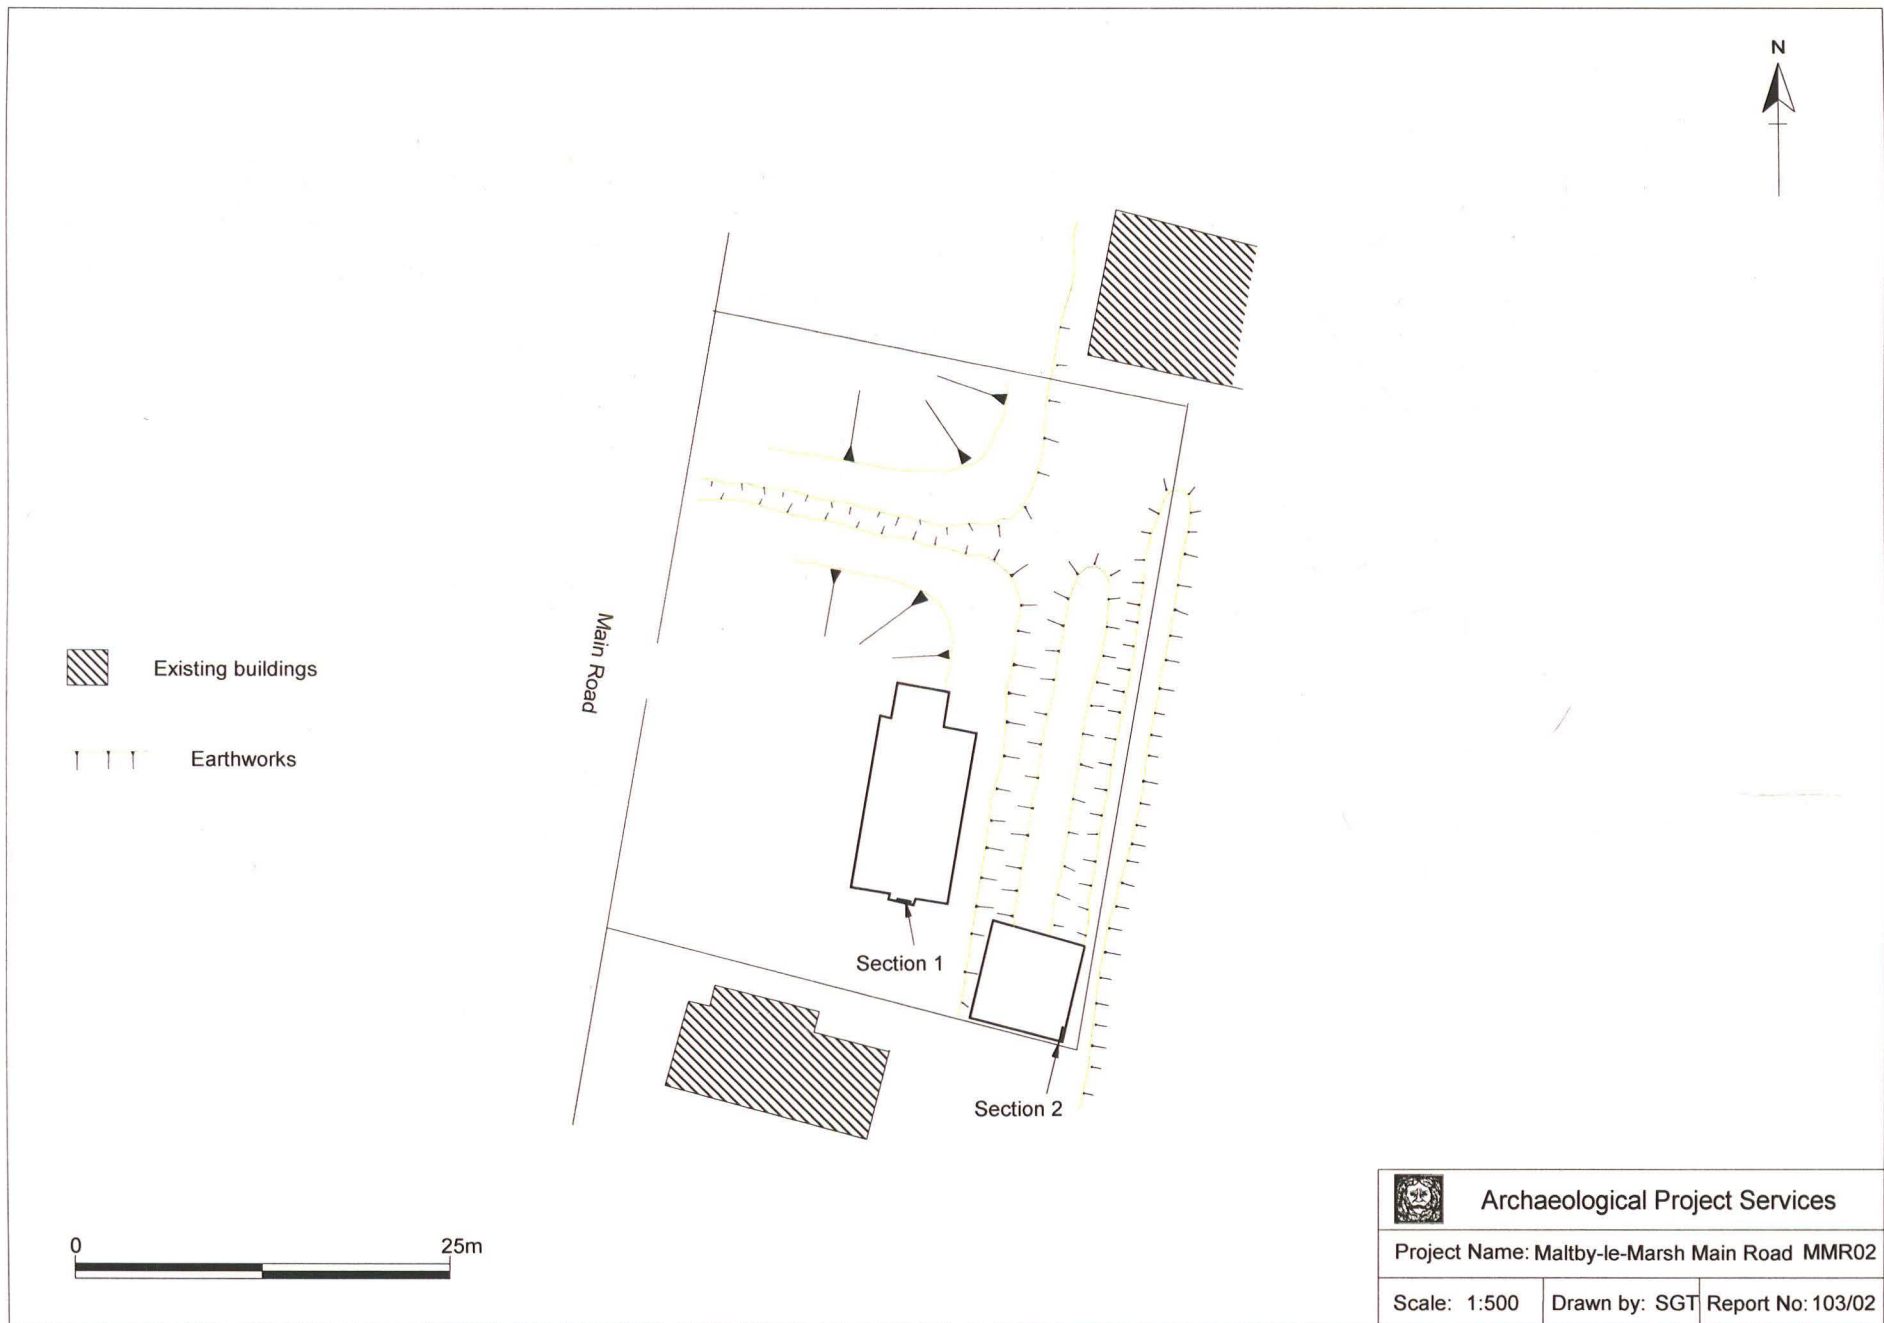 N
Main Road
Existing buildings
Earthworks
Section 1
Section 2
0 25m
Archaeological Project Services
Project Name: Maltby-le-Marsh Main Road MMR02
Scale: 1:500 Drawn by: SGT Report No: 103/02